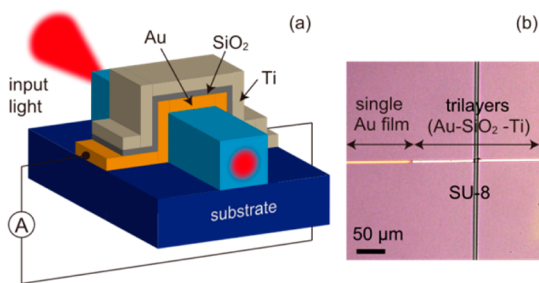 (a)
Au
SiO₂
Ti
input
light
substrate
A
(b)
single
Au film
trilayers
(Au-SiO₂-Ti)
SU-8
50 μm